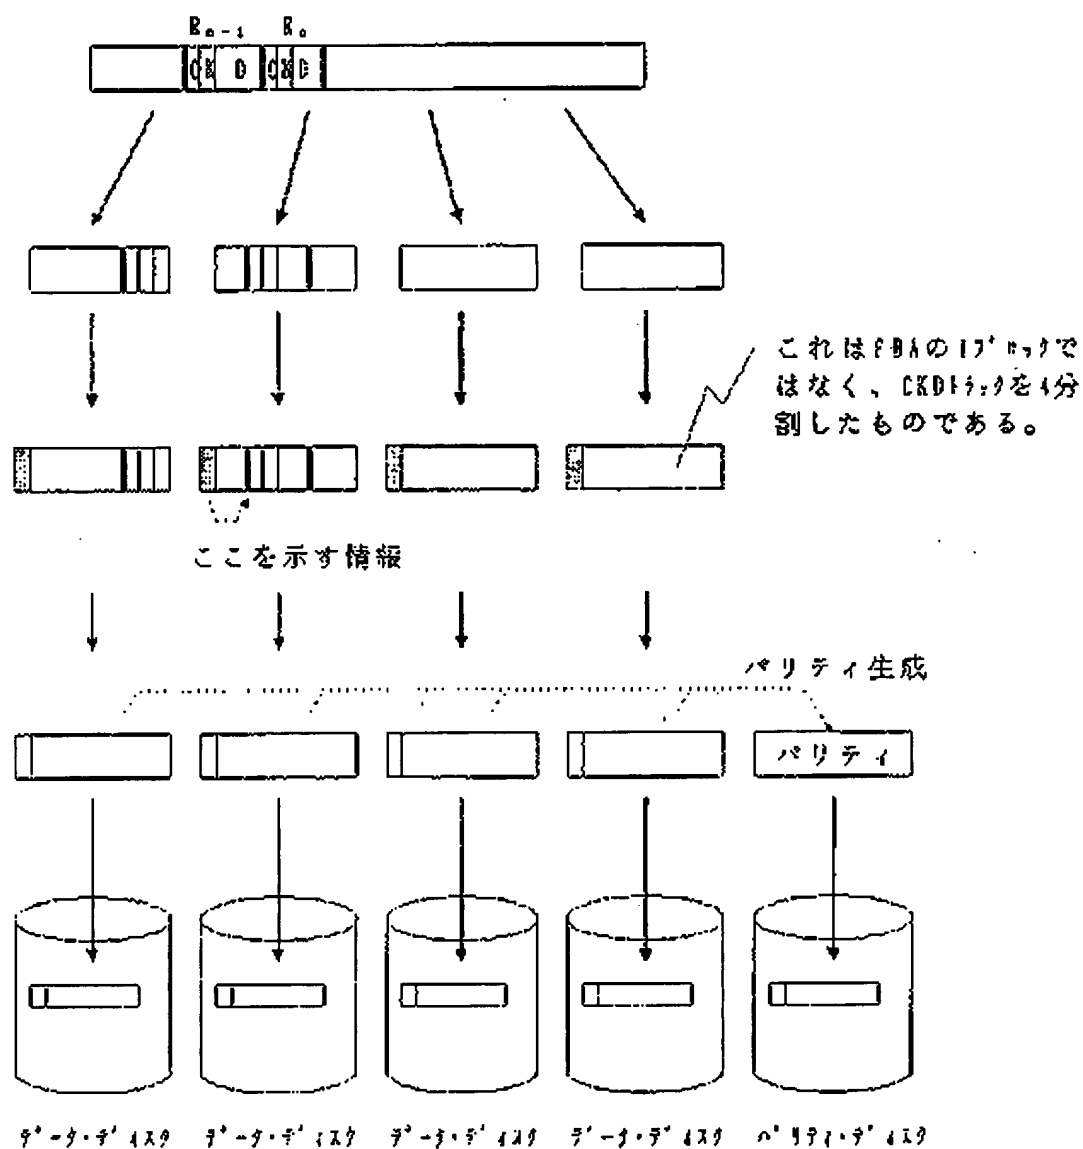 Rn-1 Rn
C K D C K D
これはFBAの1ブロックで
はなく、CKDトラックを4分
割したものである。
ここを示す情報
パリティ生成
パリティ
データ・ディスク データ・ディスク データ・ディスク データ・ディスク パリティ・ディスク